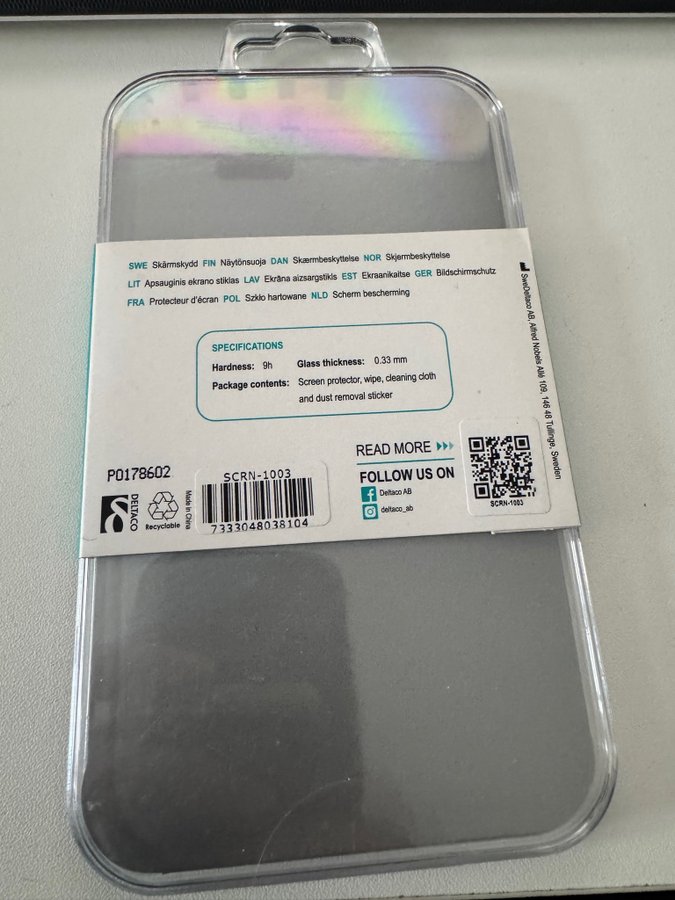 SWE Skärmskydd FIN Näytönsuoja DAN Skærmbeskyttelse NOR Skjermbeskyttelse
LIT Apsauginis ekrano stiklas LAV Ekrāna aizsargstikls EST Ekraanikaitse GER Bildschirmschutz
FRA Protecteur d'écran POL Szkło hartowane NLD Scherm bescherming
SPECIFICATIONS
Hardness: 9h Glass thickness: 0.33 mm
Package contents: Screen protector, wipe, cleaning cloth
and dust removal sticker
SweDeltaco AB, Alfred Nobels Allé 109, 146 48 Tullinge, Sweden
READ MORE
FOLLOW US ON
Deltaco AB
deltaco_ab
SCRN-1003
PO178602
DELTACO
Recyclable
Made in China
SCRN-1003
7333048038104